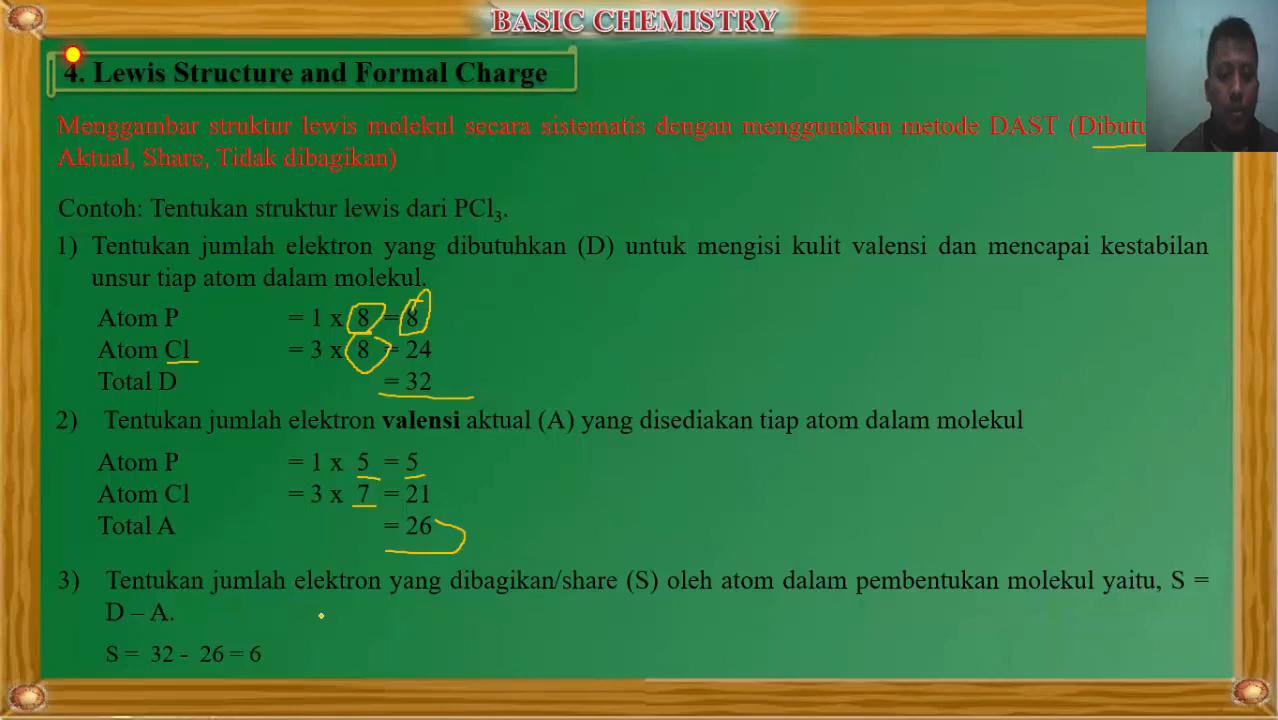 BASIC CHEMISTRY
4. Lewis Structure and Formal Charge
Menggambar struktur lewis molekul secara sistematis dengan menggunakan metode DAST
Aktual, Share, Tidak dibagikan)
Contoh: Tentukan struktur lewis dari PCl₃.
1) Tentukan jumlah elektron yang dibutuhkan (D) untuk mengisi kulit valensi dan mencapai kestabilan
unsur tiap atom dalam molekul.
Atom P = 1 x 8 = 8
Atom Cl = 3 x 8 = 24
Total D = 32
2) Tentukan jumlah elektron valensi aktual (A) yang disediakan tiap atom dalam molekul
Atom P = 1 x 5 = 5
Atom Cl = 3 x 7 = 21
Total A = 26
3) Tentukan jumlah elektron yang dibagikan/share (S) oleh atom dalam pembentukan molekul yaitu, S =
D – A.
S = 32 - 26 = 6